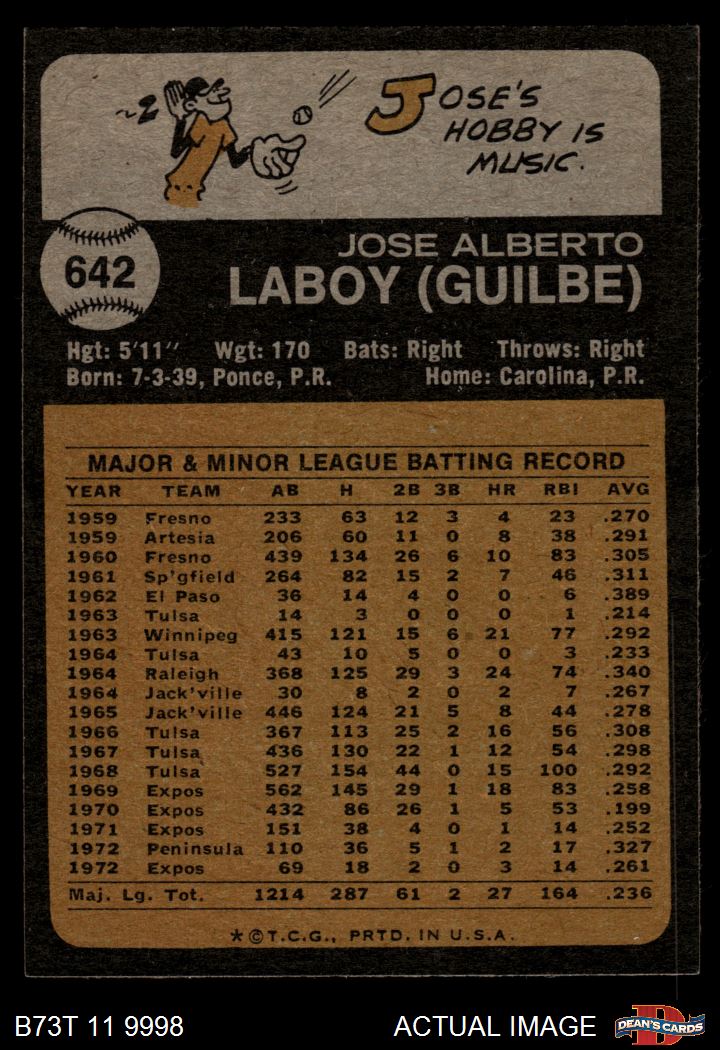 ~2
JOSE'S
HOBBY IS
MUSIC.
642
JOSE ALBERTO
LABOY (GUILBE)
Hgt: 5'11" Wgt: 170 Bats: Right Throws: Right
Born: 7-3-39, Ponce, P.R. Home: Carolina, P.R.
MAJOR & MINOR LEAGUE BATTING RECORD
YEAR TEAM AB H 2B 3B HR RBI AVG
1959 Fresno 233 63 12 3 4 23 .270
1959 Artesia 206 60 11 0 8 38 .291
1960 Fresno 439 134 26 6 10 83 .305
1961 Sp'gfield 264 82 15 2 7 46 .311
1962 El Paso 36 14 4 0 0 6 .389
1963 Tulsa 14 3 0 0 0 1 .214
1963 Winnipeg 415 121 15 6 21 77 .292
1964 Tulsa 43 10 5 0 0 3 .233
1964 Raleigh 368 125 29 3 24 74 .340
1964 Jack'ville 30 8 2 0 2 7 .267
1965 Jack'ville 446 124 21 5 8 44 .278
1966 Tulsa 367 113 25 2 16 56 .308
1967 Tulsa 436 130 22 1 12 54 .298
1968 Tulsa 527 154 44 0 15 100 .292
1969 Expos 562 145 29 1 18 83 .258
1970 Expos 432 86 26 1 5 53 .199
1971 Expos 151 38 4 0 1 14 .252
1972 Peninsula 110 36 5 1 2 17 .327
1972 Expos 69 18 2 0 3 14 .261
Maj. Lg. Tot. 1214 287 61 2 27 164 .236
*©T.C.G., PRTD. IN U.S.A.
B73T 11 9998 ACTUAL IMAGE DEAN'S CARDS